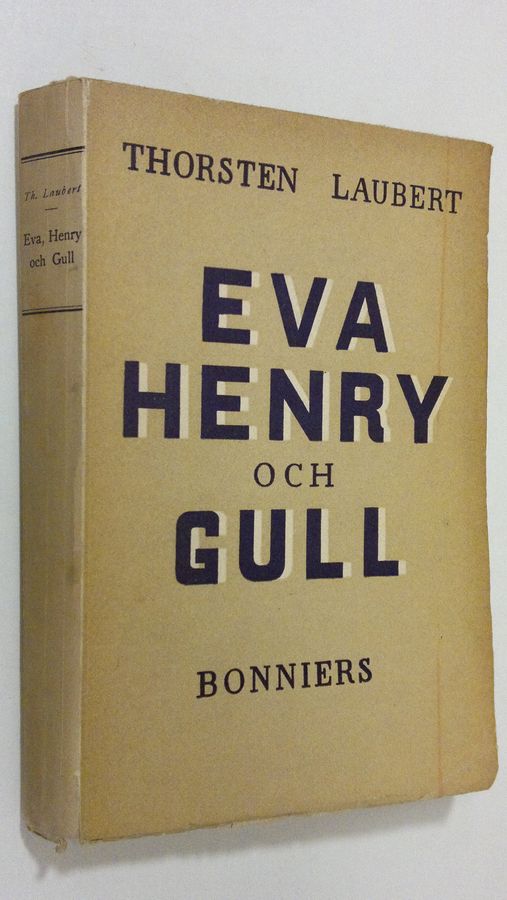 Th. Laubert
Eva, Henry
och Gull
THORSTEN LAUBERT
EVA
HENRY
OCH
GULL
BONNIERS